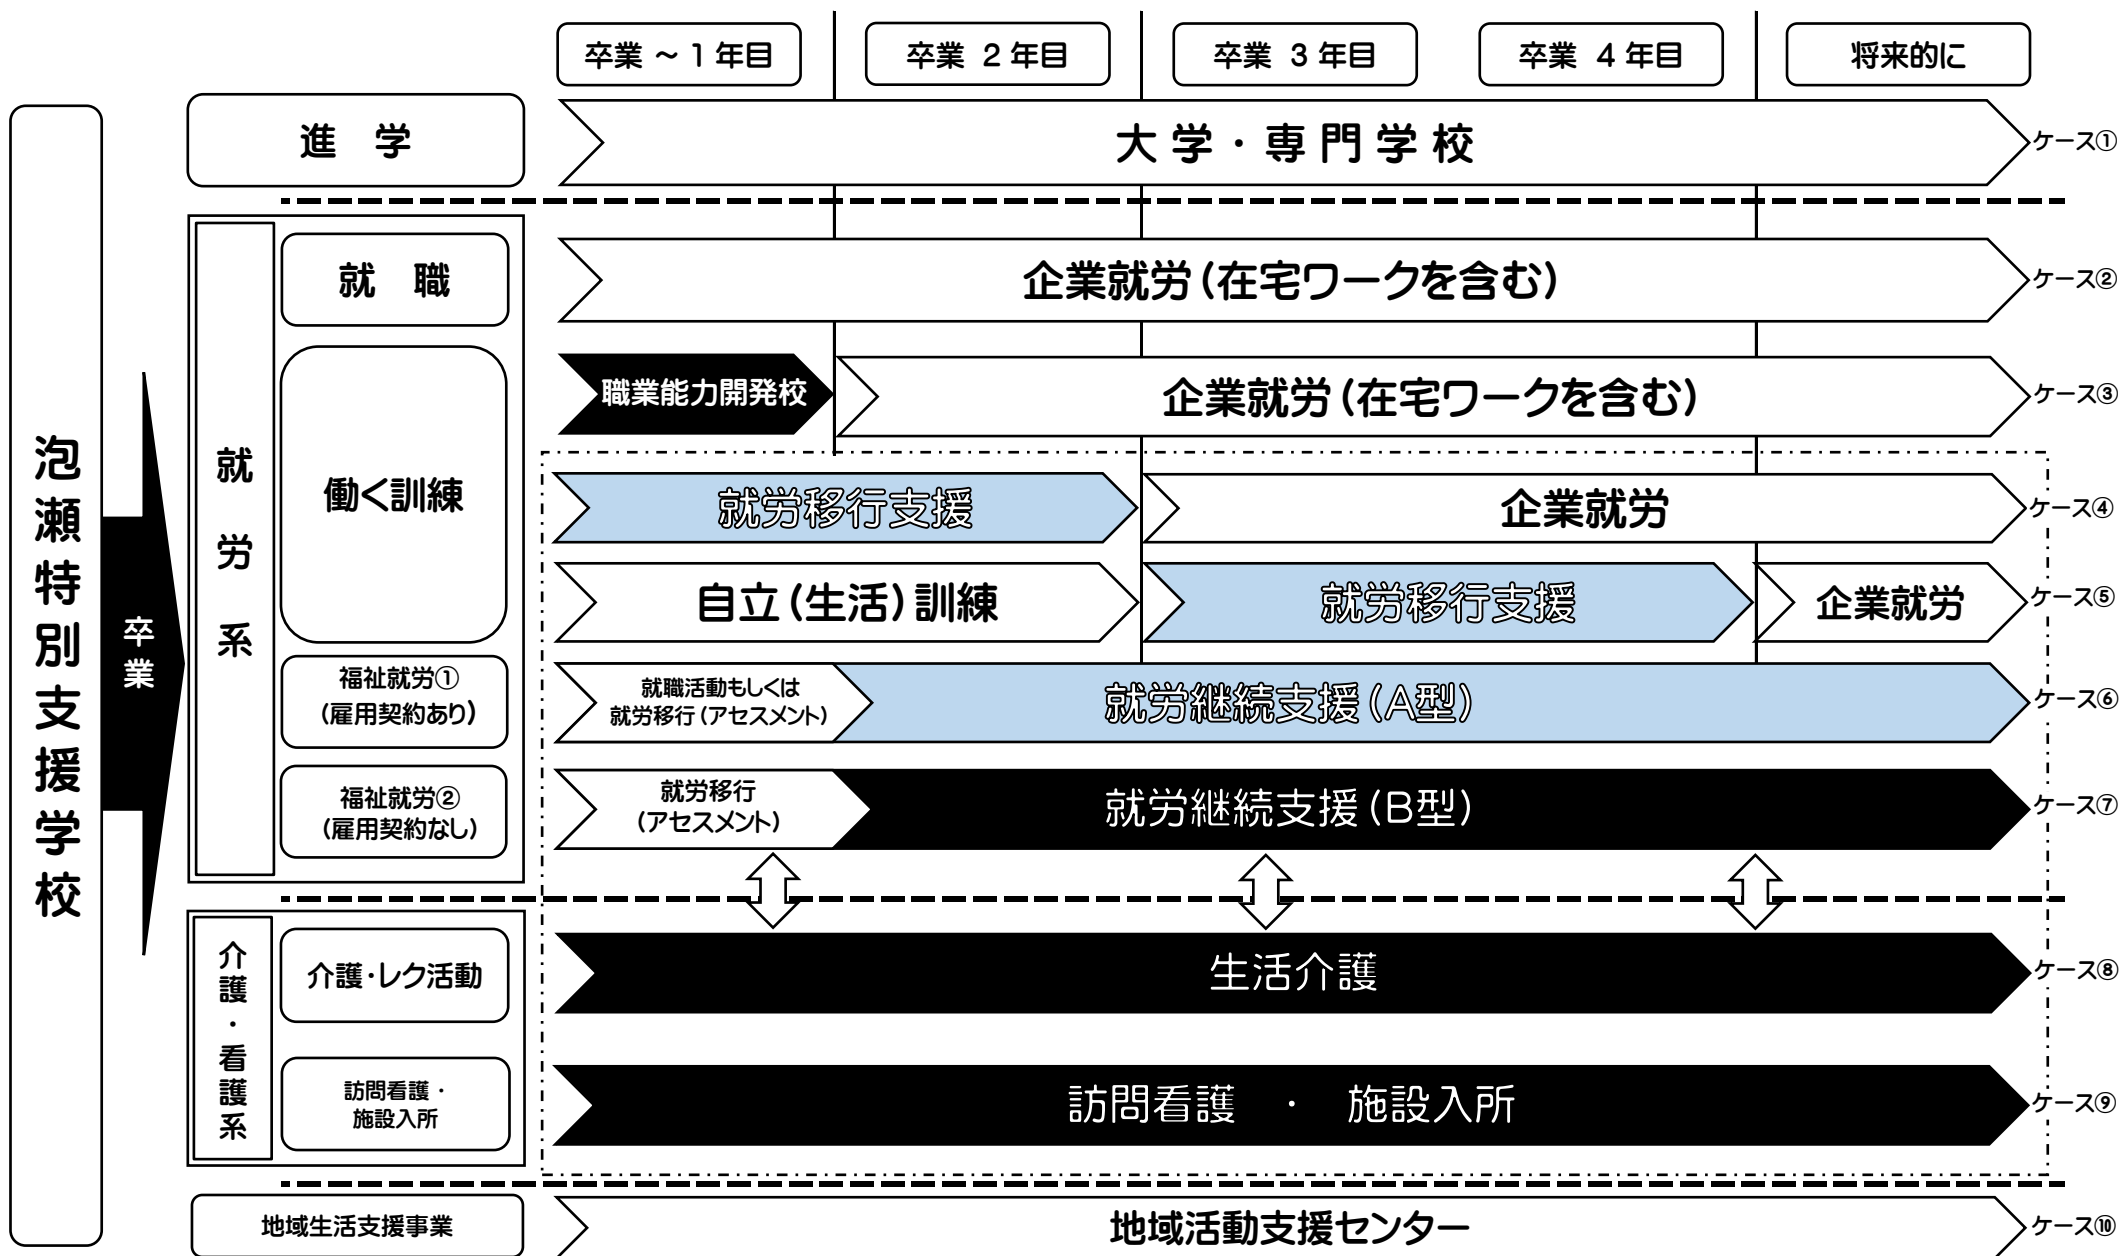 卒業 ～ 1 年目
卒業 2 年目
卒業 3 年目
卒業 4 年目
将来的に
泡瀬特別支援学校
卒業
進 学
大学・専門学校
ケース①
就労系
就 職
企業就労(在宅ワークを含む)
ケース②
働く訓練
職業能力開発校
企業就労(在宅ワークを含む)
ケース③
就労移行支援
企業就労
ケース④
自立(生活)訓練
就労移行支援
企業就労
ケース⑤
福祉就労①
(雇用契約あり)
就職活動もしくは
就労移行(アセスメント)
就労継続支援(A型)
ケース⑥
福祉就労②
(雇用契約なし)
就労移行
(アセスメント)
就労継続支援(B型)
ケース⑦
介護・看護系
介護・レク活動
生活介護
ケース⑧
訪問看護・
施設入所
訪問看護 ・ 施設入所
ケース⑨
地域生活支援事業
地域活動支援センター
ケース⑩